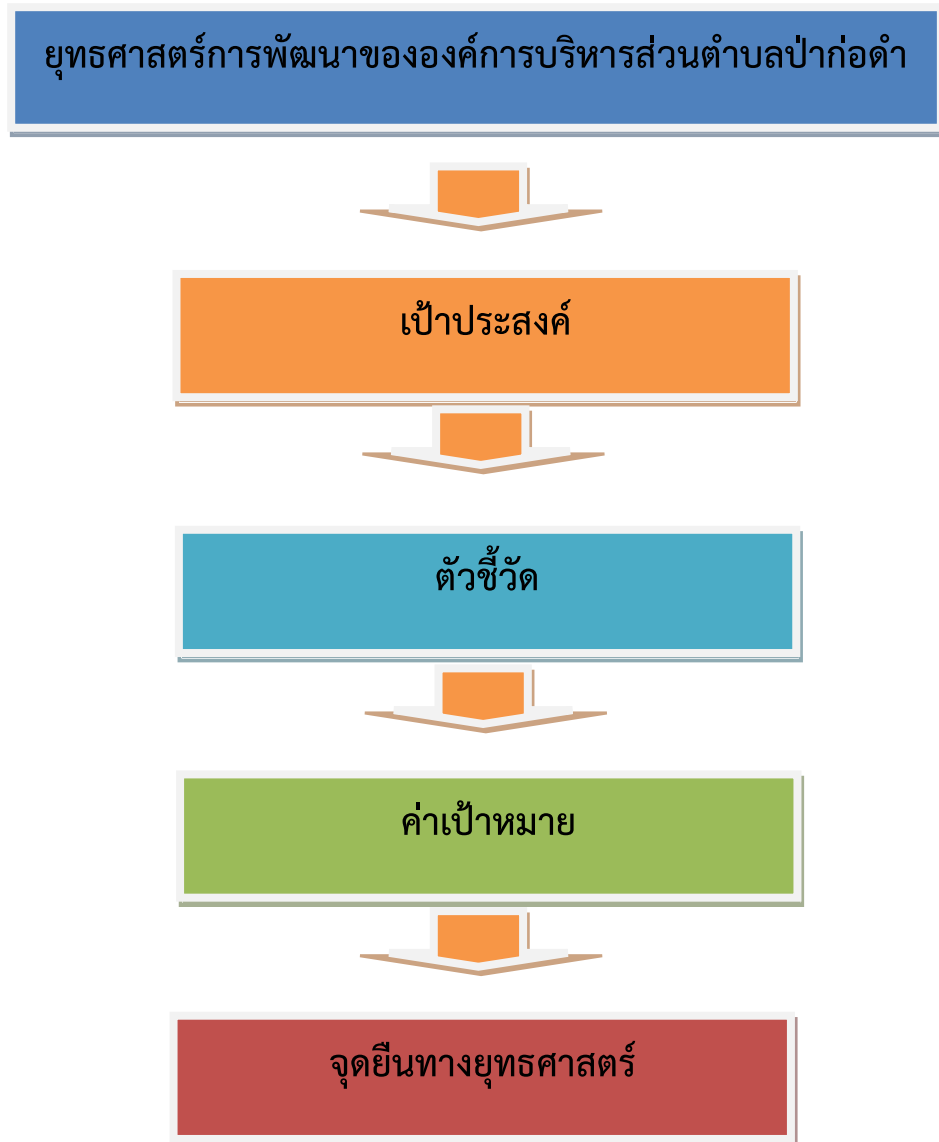 ยุทธศาสตร์การพัฒนาขององค์การบริหารส่วนตำบลป่าก่อดำ
เป้าประสงค์
ตัวชี้วัด
ค่าเป้าหมาย
จุดยืนทางยุทธศาสตร์